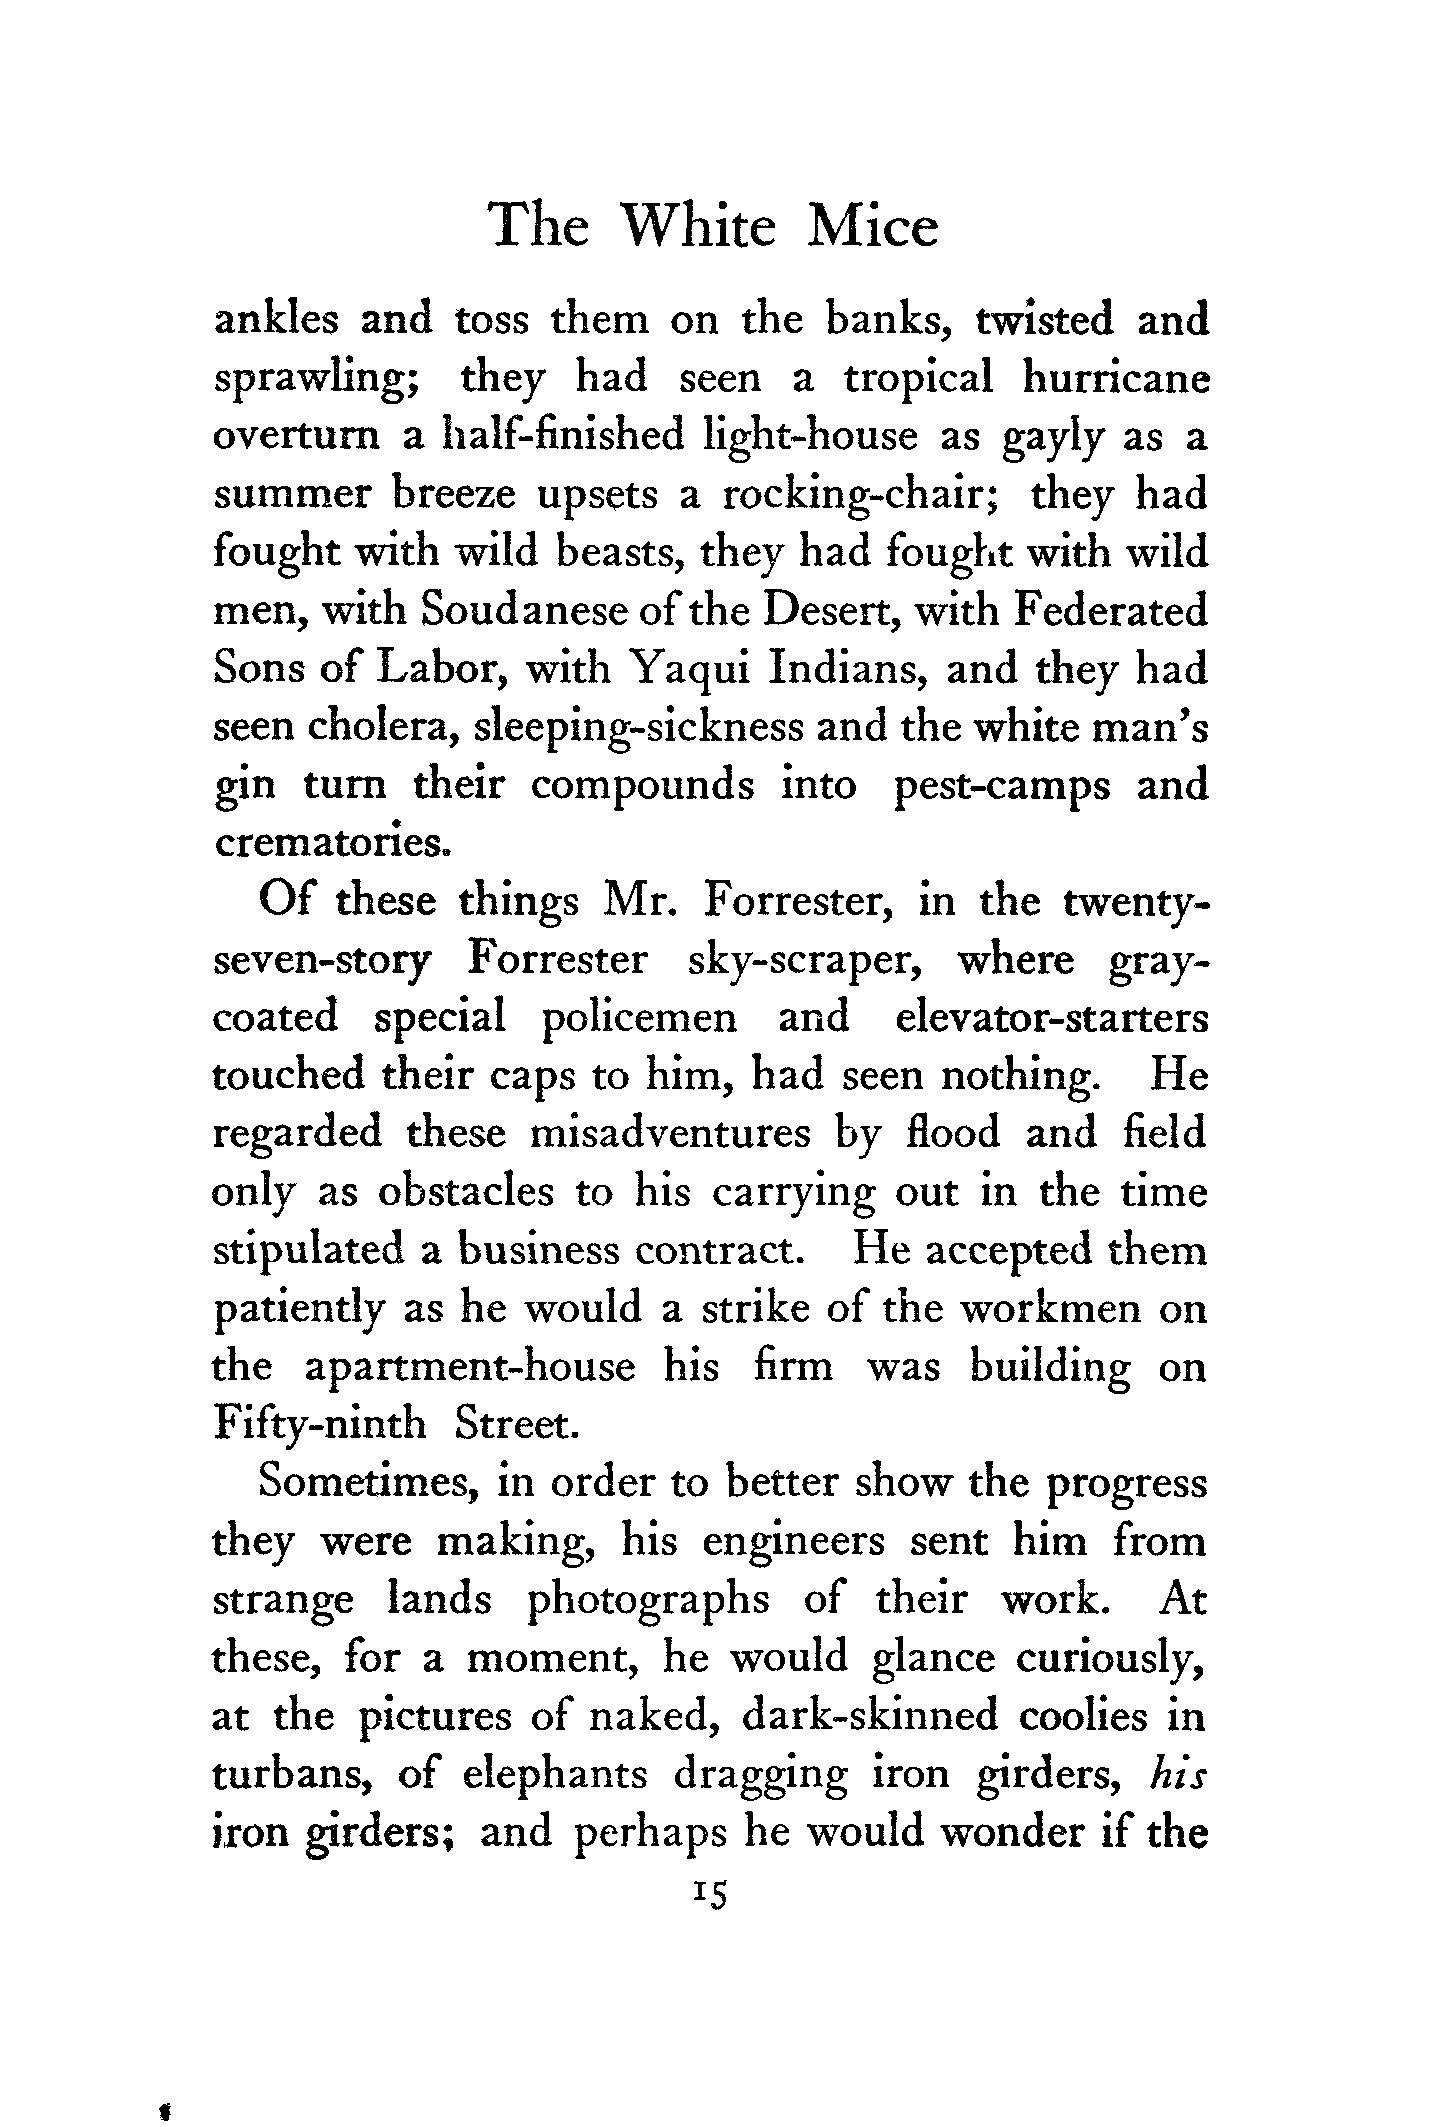 The White Mice
ankles and toss them on the banks, twisted and
sprawling; they had seen a tropical hurricane
overturn a half-finished light-house as gayly as a
summer breeze upsets a rocking-chair; they had
fought with wild beasts, they had fought with wild
men, with Soudanese of the Desert, with Federated
Sons of Labor, with Yaqui Indians, and they had
seen cholera, sleeping-sickness and the white man's
gin turn their compounds into pest-camps and
crematories.
Of these things Mr. Forrester, in the twenty-
seven-story Forrester sky-scraper, where gray-
coated special policemen and elevator-starters
touched their caps to him, had seen nothing. He
regarded these misadventures by flood and field
only as obstacles to his carrying out in the time
stipulated a business contract. He accepted them
patiently as he would a strike of the workmen on
the apartment-house his firm was building on
Fifty-ninth Street.
Sometimes, in order to better show the progress
they were making, his engineers sent him from
strange lands photographs of their work. At
these, for a moment, he would glance curiously,
at the pictures of naked, dark-skinned coolies in
turbans, of elephants dragging iron girders, his
iron girders; and perhaps he would wonder if the
15